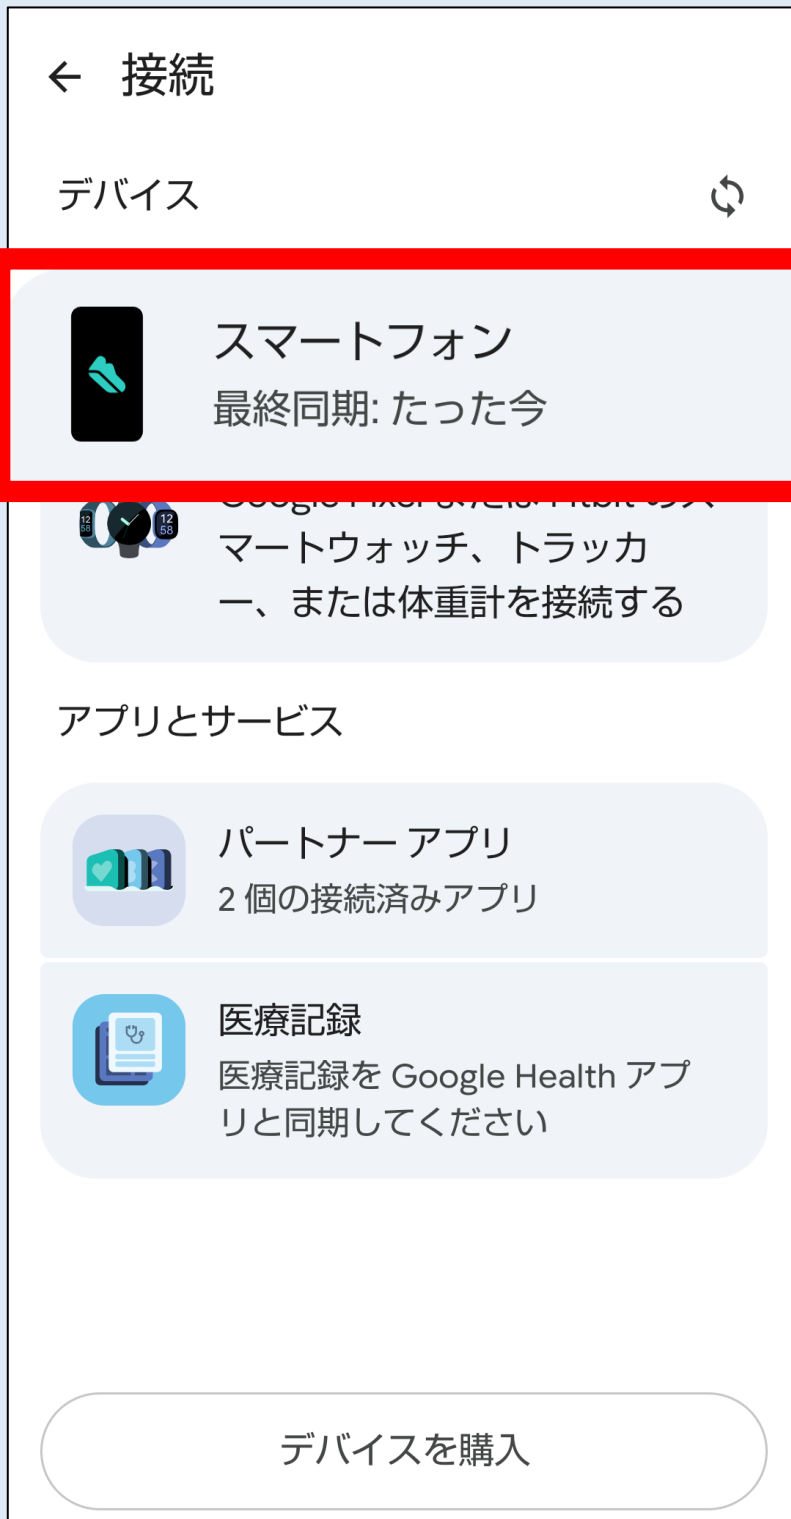 接続
デバイス
スマートフォン
最終同期: たった今
マートウォッチ、トラッカ
ー、または体重計を接続する
アプリとサービス
パートナー アプリ
2 個の接続済みアプリ
医療記録
医療記録を Google Health アプ
リと同期してください
デバイスを購入